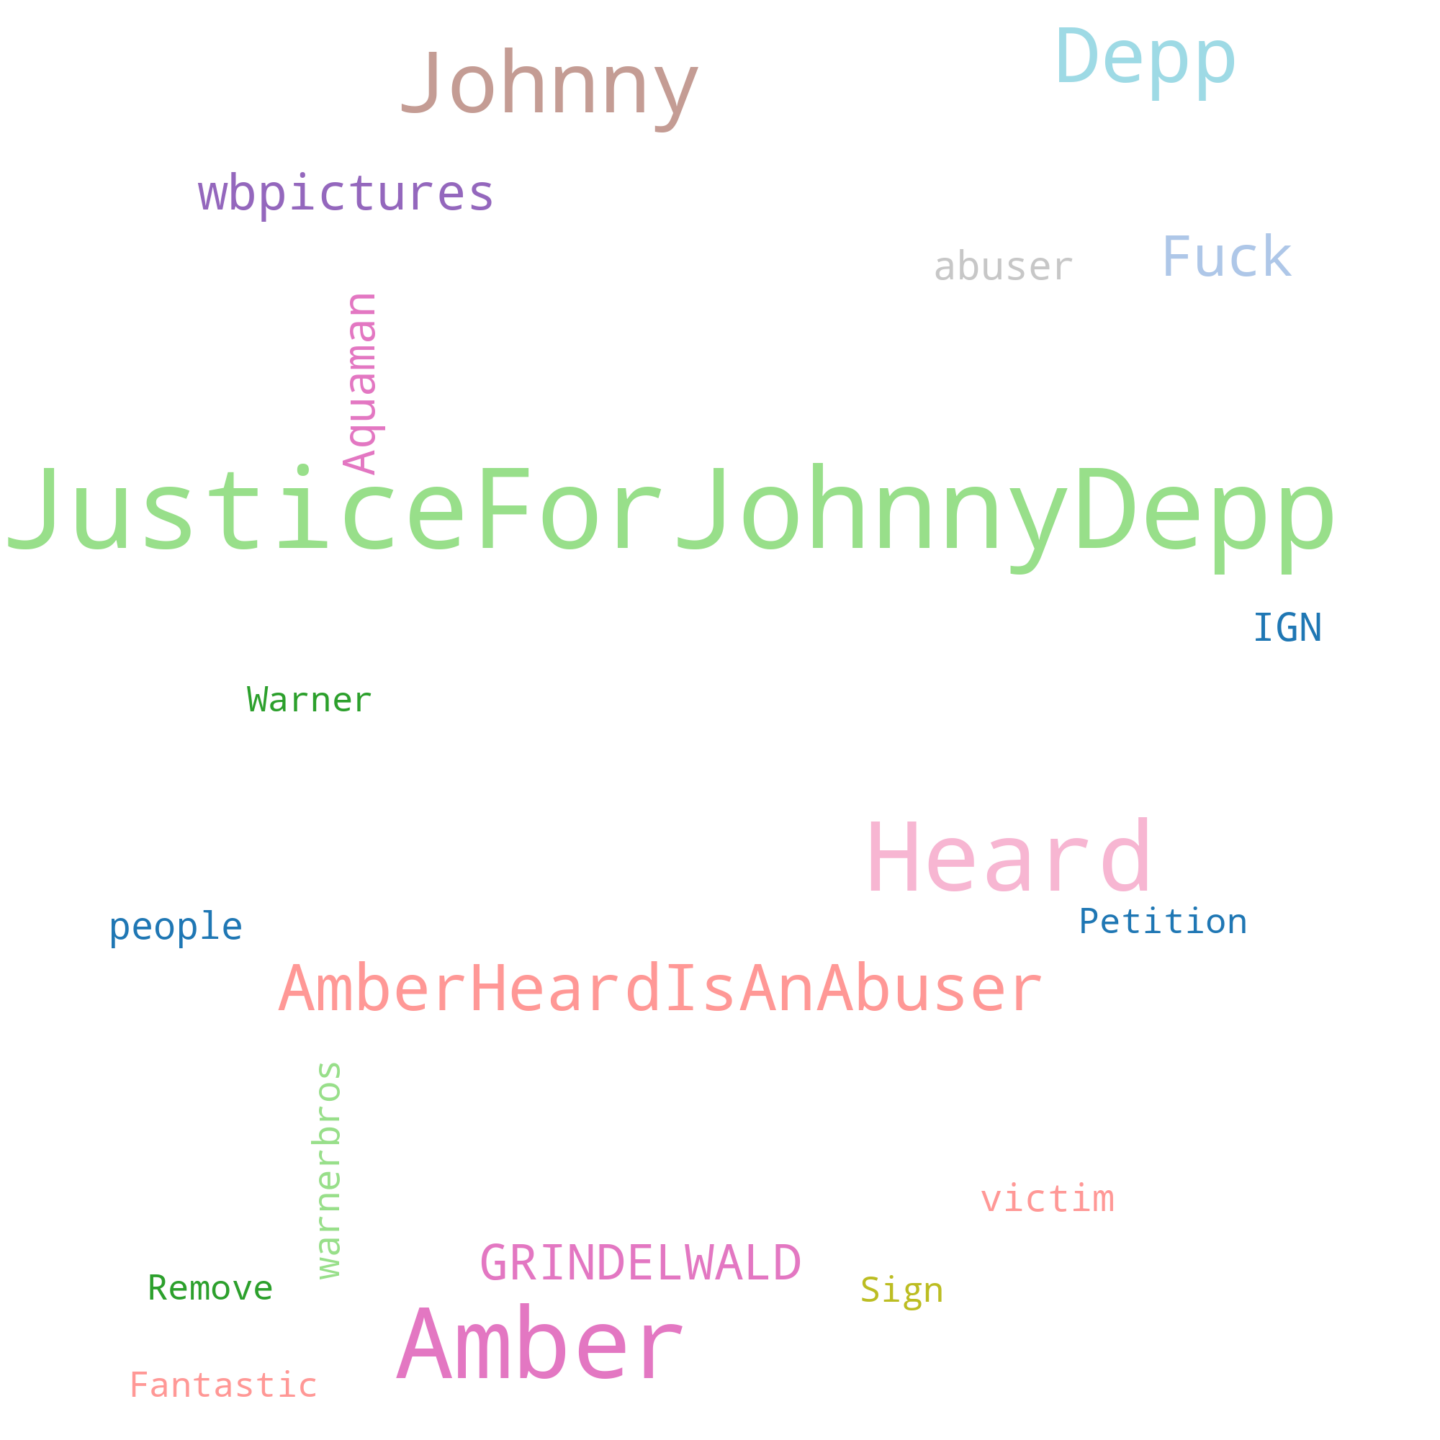 Johnny
Depp
wbpictures
abuser
Fuck
Aquaman
JusticeForJohnnyDepp
IGN
Warner
Heard
people
Petition
AmberHeardIsAnAbuser
warnerbros
victim
GRINDELWALD
Remove
Sign
Amber
Fantastic